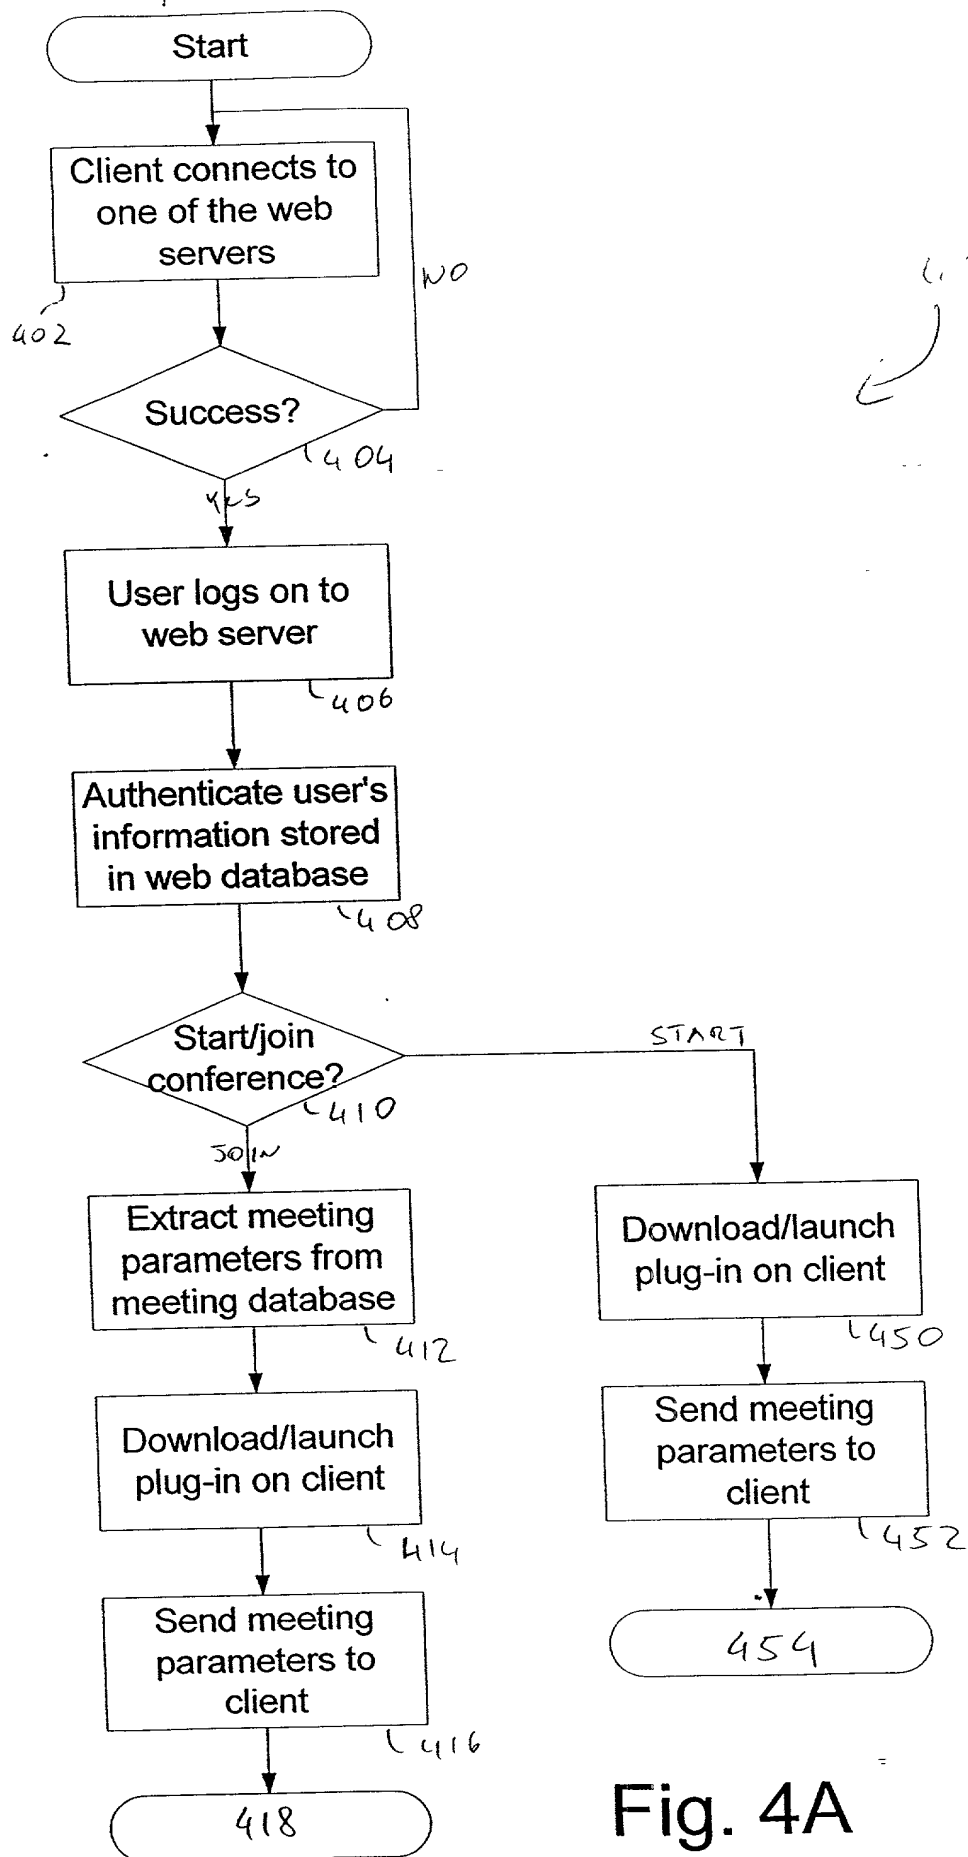 Start
Client connects to
one of the web
servers
NO
402
Success?
404
YES
User logs on to
web server
406
Authenticate user's
information stored
in web database
408
Start/join
conference?
410
START
JOIN
Extract meeting
parameters from
meeting database
412
Download/launch
plug-in on client
450
Download/launch
plug-in on client
414
Send meeting
parameters to
client
452
Send meeting
parameters to
client
416
454
418
Fig. 4A